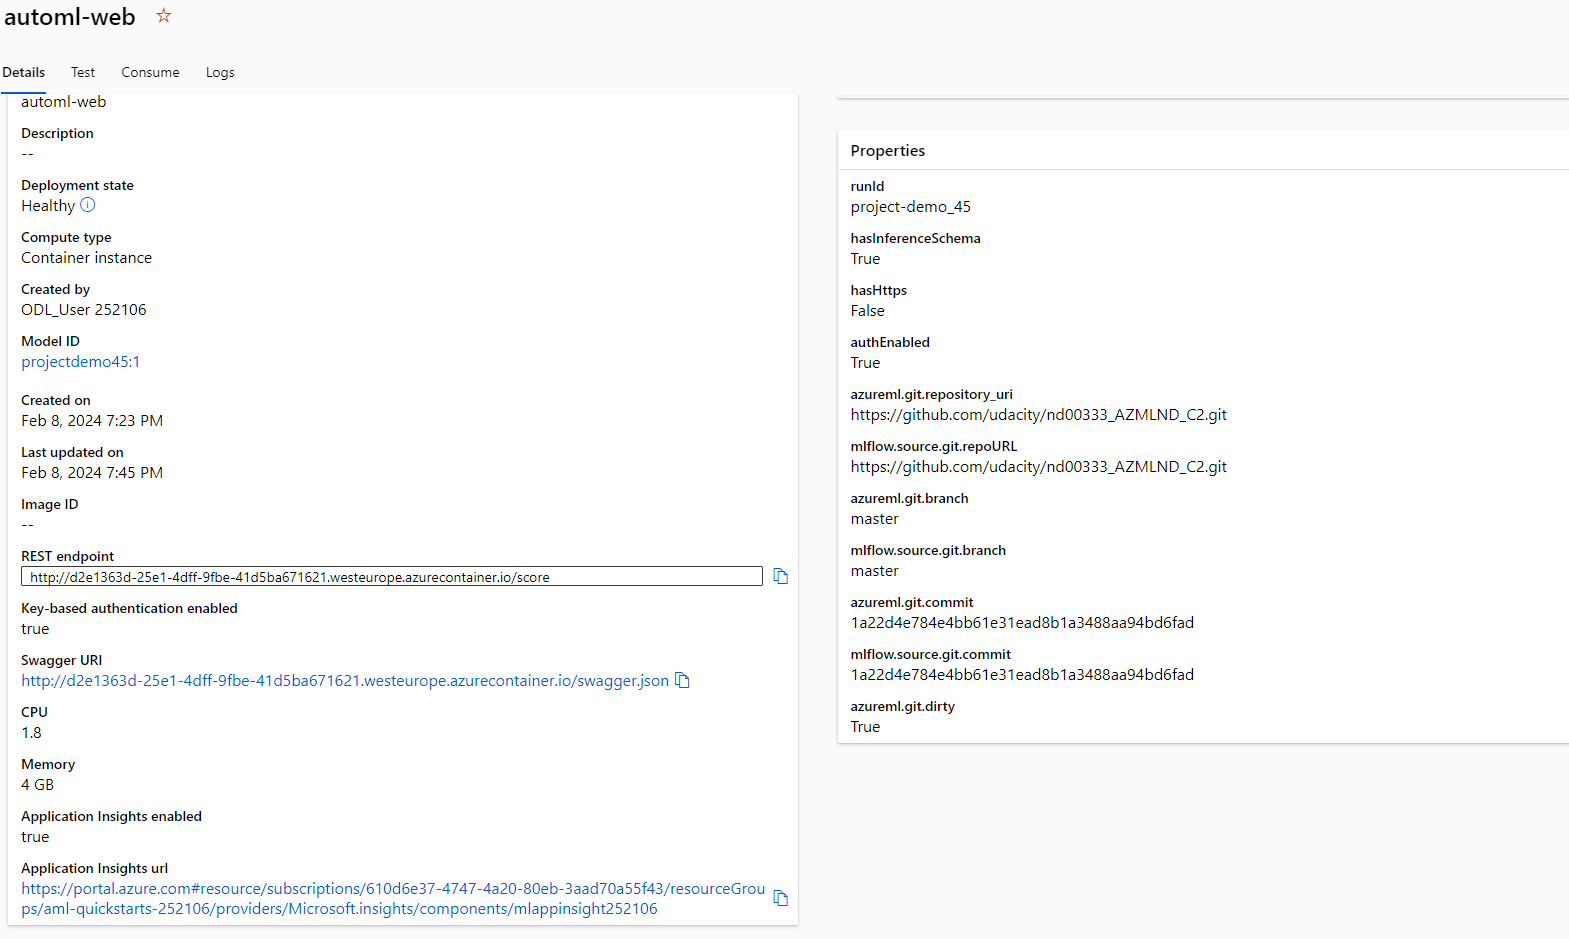 automl-web
Details Test Consume Logs
automl-web
Description
--
Deployment state
Healthy
Compute type
Container instance
Created by
ODL_User 252106
Model ID
projectdemo45:1
Created on
Feb 8, 2024 7:23 PM
Last updated on
Feb 8, 2024 7:45 PM
Image ID
--
REST endpoint
http://d2e1363d-25e1-4dff-9fbe-41d5ba671621.westeurope.azurecontainer.io/score
Key-based authentication enabled
true
Swagger URI
http://d2e1363d-25e1-4dff-9fbe-41d5ba671621.westeurope.azurecontainer.io/swagger.json
CPU
1.8
Memory
4 GB
Application Insights enabled
true
Application Insights url
https://portal.azure.com#resource/subscriptions/610d6e37-4747-4a20-80eb-3aad70a55f43/resourceGrou
ps/aml-quickstarts-252106/providers/Microsoft.insights/components/mlappinsight252106
Properties
runId
project-demo_45
hasInferenceSchema
True
hasHttps
False
authEnabled
True
azureml.git.repository_uri
https://github.com/udacity/nd00333_AZMLND_C2.git
mlflow.source.git.repoURL
https://github.com/udacity/nd00333_AZMLND_C2.git
azureml.git.branch
master
mlflow.source.git.branch
master
azureml.git.commit
1a22d4e784e4bb61e31ead8b1a3488aa94bd6fad
mlflow.source.git.commit
1a22d4e784e4bb61e31ead8b1a3488aa94bd6fad
azureml.git.dirty
True